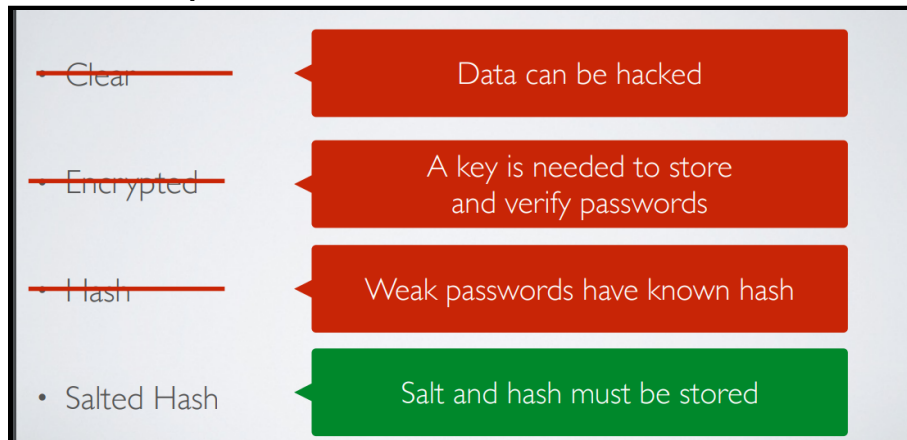 • Clear
Data can be hacked
• Encrypted
A key is needed to store
and verify passwords
• Hash
Weak passwords have known hash
• Salted Hash
Salt and hash must be stored